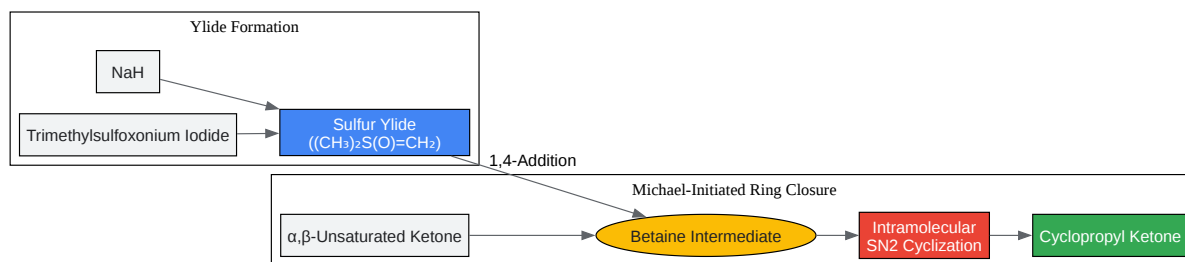 Ylide Formation
NaH
Trimethylsulfoxonium Iodide
Sulfur Ylide
((CH₃)₂S(O)=CH₂)
1,4-Addition
Michael-Initiated Ring Closure
α,β-Unsaturated Ketone
Betaine Intermediate
Intramolecular
SN2 Cyclization
Cyclopropyl Ketone